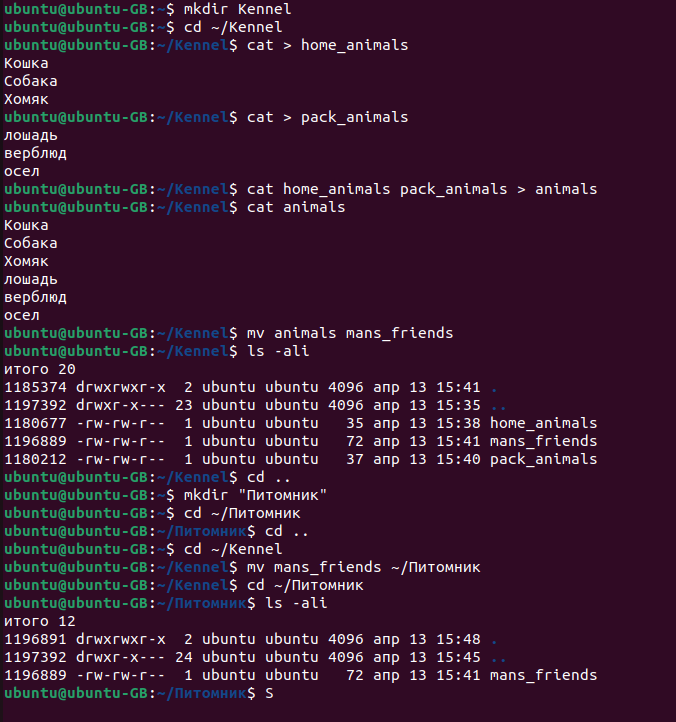 ubuntu@ubuntu-GB:~$ mkdir Kennel
ubuntu@ubuntu-GB:~$ cd ~/Kennel
ubuntu@ubuntu-GB:~/Kennel$ cat > home_animals
Кошка
Собака
Хомяк
ubuntu@ubuntu-GB:~/Kennel$ cat > pack_animals
лошадь
верблюд
осел
ubuntu@ubuntu-GB:~/Kennel$ cat home_animals pack_animals > animals
ubuntu@ubuntu-GB:~/Kennel$ cat animals
Кошка
Собака
Хомяк
лошадь
верблюд
осел
ubuntu@ubuntu-GB:~/Kennel$ mv animals mans_friends
ubuntu@ubuntu-GB:~/Kennel$ ls -ali
итого 20
1185374 drwxrwxr-x  2 ubuntu ubuntu 4096 апр 13 15:41 .
1197392 drwxr-x--- 23 ubuntu ubuntu 4096 апр 13 15:35 ..
1180677 -rw-rw-r--  1 ubuntu ubuntu   35 апр 13 15:38 home_animals
1196889 -rw-rw-r--  1 ubuntu ubuntu   72 апр 13 15:41 mans_friends
1180212 -rw-rw-r--  1 ubuntu ubuntu   37 апр 13 15:40 pack_animals
ubuntu@ubuntu-GB:~/Kennel$ cd ..
ubuntu@ubuntu-GB:~$ mkdir "Питомник"
ubuntu@ubuntu-GB:~$ cd ~/Питомник
ubuntu@ubuntu-GB:~/Питомник$ cd ..
ubuntu@ubuntu-GB:~$ cd ~/Kennel
ubuntu@ubuntu-GB:~/Kennel$ mv mans_friends ~/Питомник
ubuntu@ubuntu-GB:~/Kennel$ cd ~/Питомник
ubuntu@ubuntu-GB:~/Питомник$ ls -ali
итого 12
1196891 drwxrwxr-x  2 ubuntu ubuntu 4096 апр 13 15:48 .
1197392 drwxr-x--- 24 ubuntu ubuntu 4096 апр 13 15:45 ..
1196889 -rw-rw-r--  1 ubuntu ubuntu   72 апр 13 15:41 mans_friends
ubuntu@ubuntu-GB:~/Питомник$ S